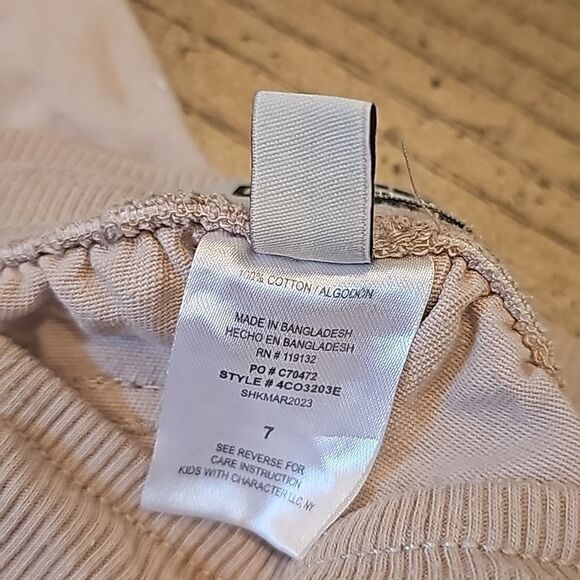 100% COTTON / ALGODON
MADE IN BANGLADESH
HECHO EN BANGLADESH
RN # 119132
PO # C70472
STYLE # 4CO3203E
SHKMAR2023
7
SEE REVERSE FOR
CARE INSTRUCTION
KIDS WITH CHARACTER LLC, NY